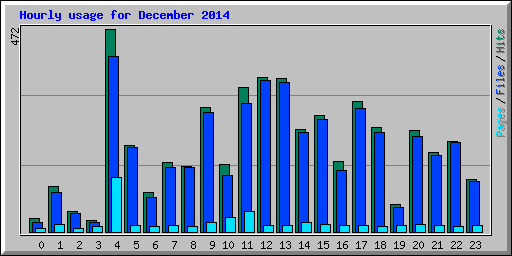 Hourly usage for December 2014
472
Pages/Files/Hits
0 1 2 3 4 5 6 7 8 9 10 11 12 13 14 15 16 17 18 19 20 21 22 23